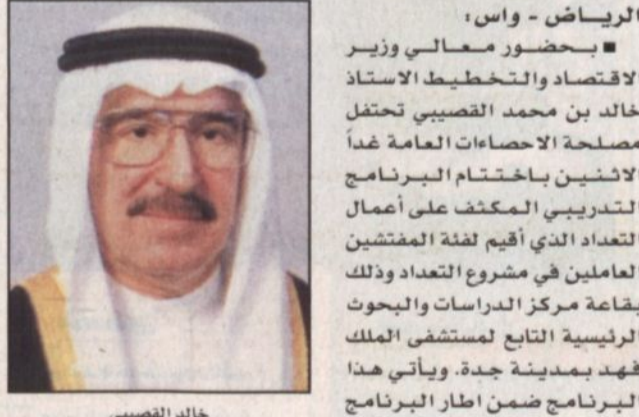 الرياض - واس:
■ بحضور معالي وزير
الاقتصاد والتخطيط الاستاذ
خالد بن محمد القصيبي تحتفل
مصلحة الاحصاءات العامة غداً
الاثنين باختتام البرنامج
التدريبي المكثف على أعمال
التعداد الذي أقيم لفئة المفتشين
العاملين في مشروع التعداد وذلك
بقاعة مركز الدراسات والبحوث
الرئيسية التابع لمستشفى الملك
فهد بمدينة جدة. ويأتي هذا
البرنامج ضمن اطار البرنامج
خالد القصيبي